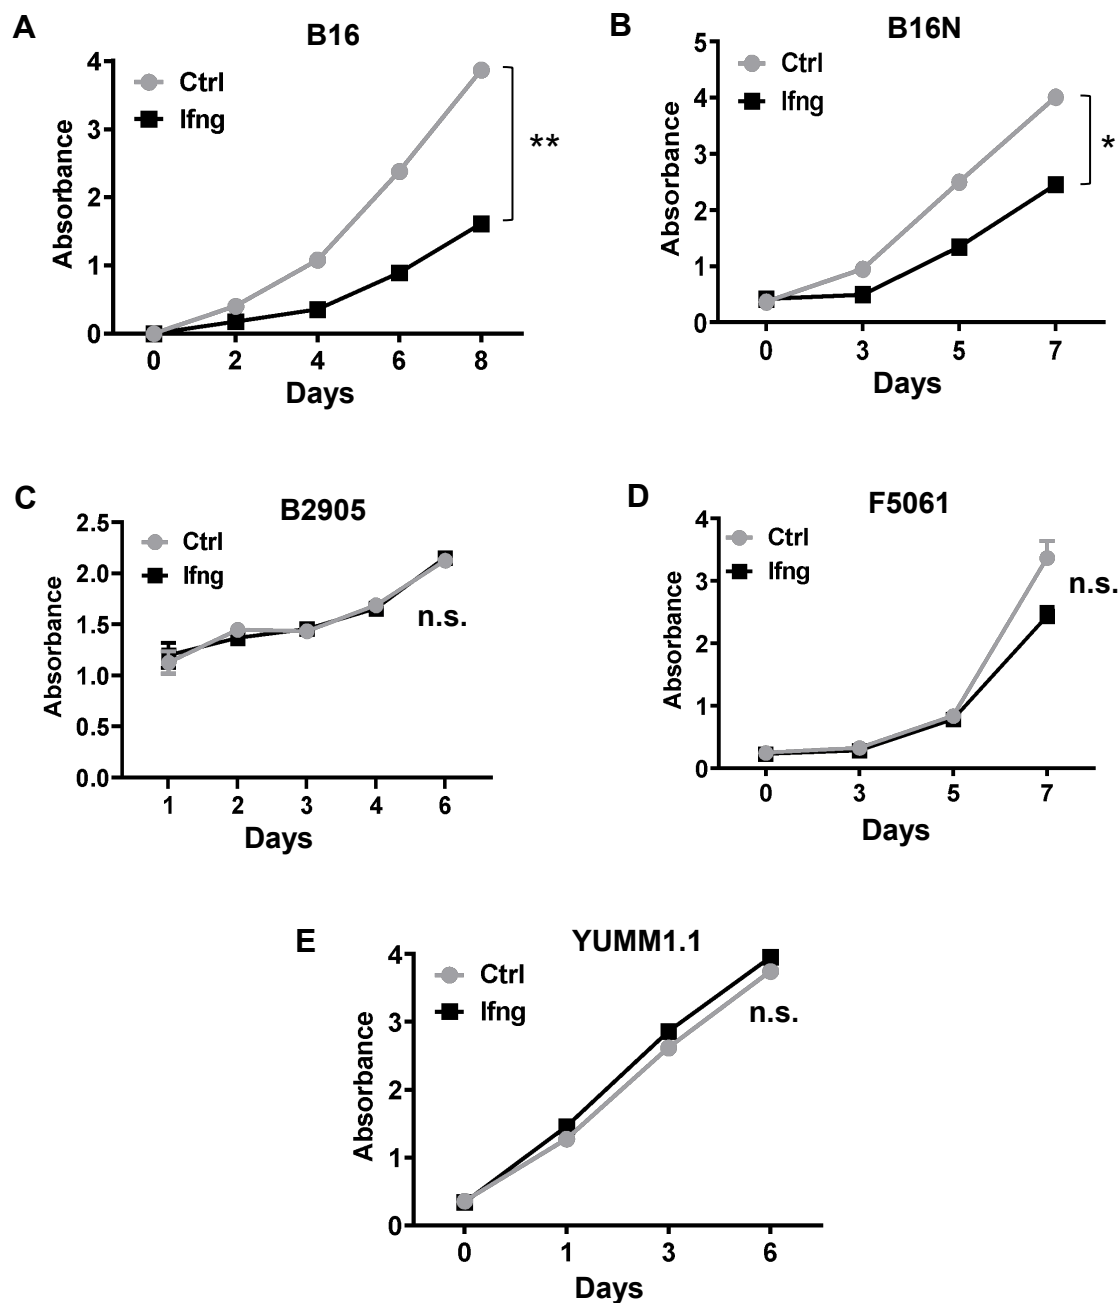 A
B16
Ctrl
Ifng
4
3
2
1
0
Absorbance
**
0 2 4 6 8
Days
B
B16N
Ctrl
Ifng
5
4
3
2
1
0
Absorbance
*
0 3 5 7
Days
C
B2905
Ctrl
Ifng
2.5
2.0
1.5
1.0
0.5
0.0
Absorbance
n.s.
1 2 3 4 6
Days
D
F5061
Ctrl
Ifng
4
3
2
1
0
Absorbance
n.s.
0 3 5 7
Days
E
YUMM1.1
Ctrl
Ifng
4
3
2
1
0
Absorbance
n.s.
0 1 3 6
Days